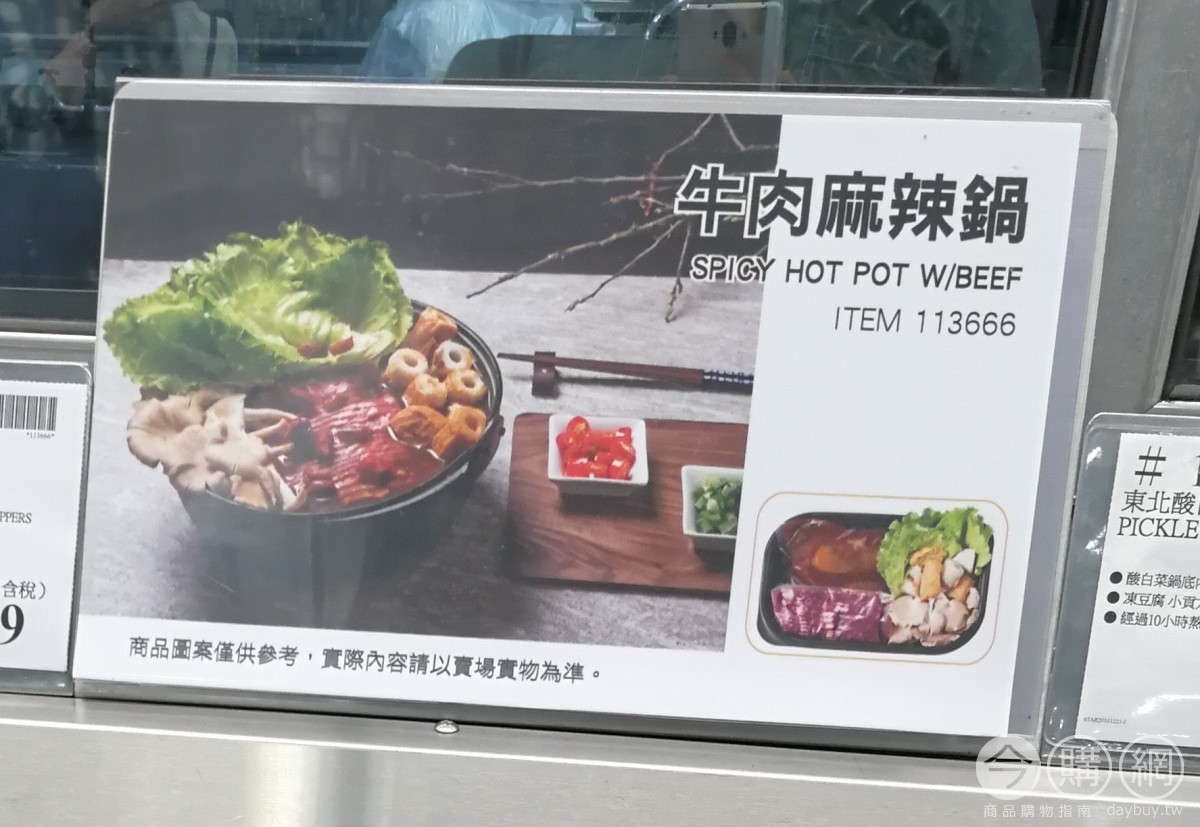 牛肉麻辣鍋
SPICY HOT POT W/BEEF
ITEM 113666
商品圖案僅供參考，實際內容請以賣場實物為準。
*113666*
PPERS
含稅）
9
#
東北酸
PICKLE
● 酸白菜鍋底
● 凍豆腐 小貢
● 經過10小時熬
今購網
商品購物指南 daybuy.tw